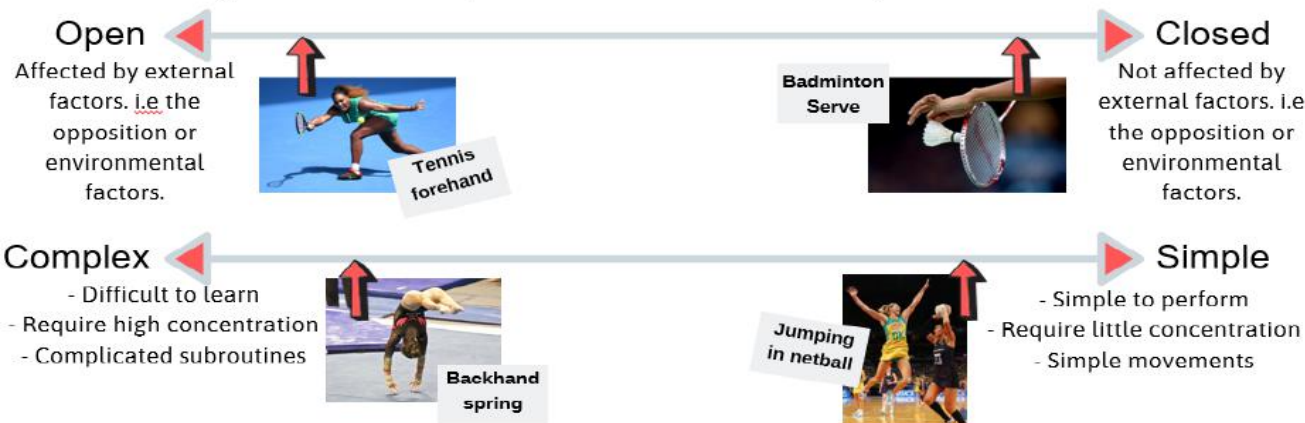 Open
Affected by external
factors. i.e the
opposition or
environmental
factors.
Tennis
forehand
Badminton
Serve
Closed
Not affected by
external factors. i.e
the opposition or
environmental
factors.
Complex
- Difficult to learn
- Require high concentration
- Complicated subroutines
Backhand
spring
Jumping
in netball
Simple
- Simple to perform
- Require little concentration
- Simple movements